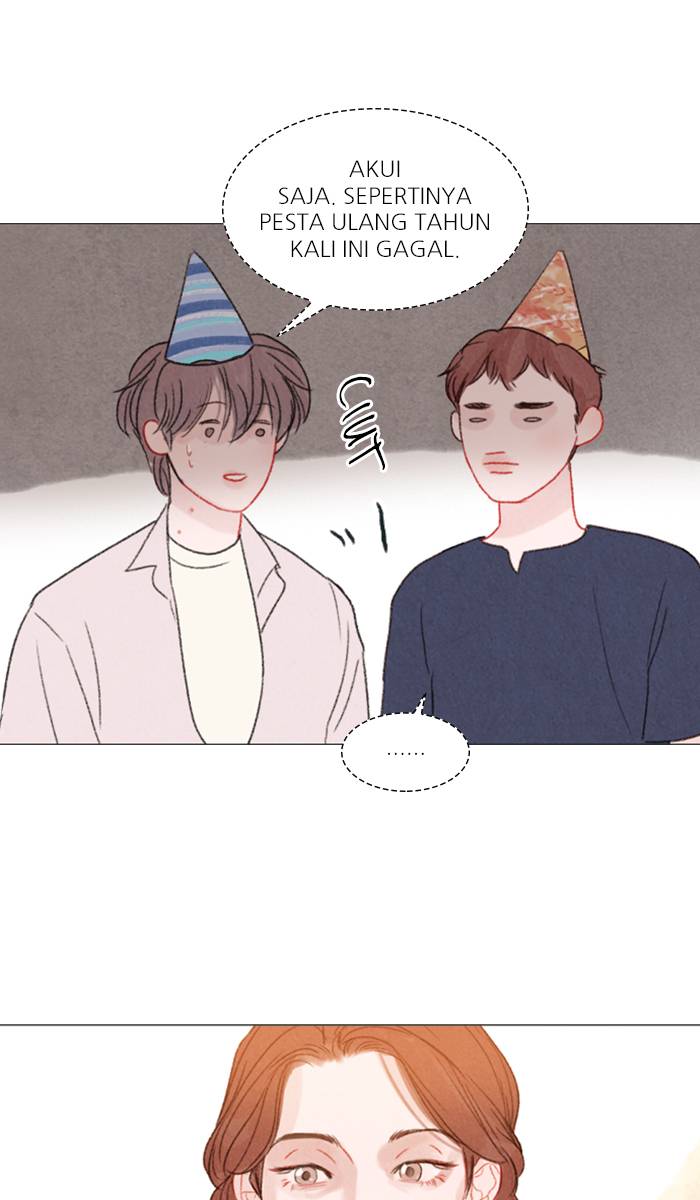 AKUI
SAJA. SEPERTINYA
PESTA ULANG TAHUN
KALI INI GAGAL.
CIUT
......